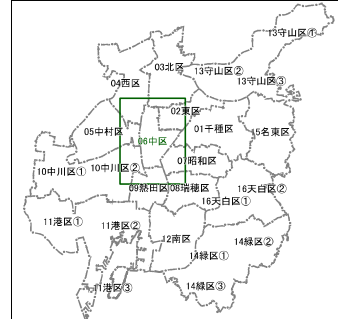 13守山区①
03北区
13守山区②
04西区
13守山区③
02東区
05中村区
01千種区
06中区
15名東区
07昭和区
10中川区①
10中川区②
09熱田区
08瑞穂区
16天白区②
16天白区①
11港区①
11港区②
12南区
14緑区②
14緑区①
11港区③
14緑区③